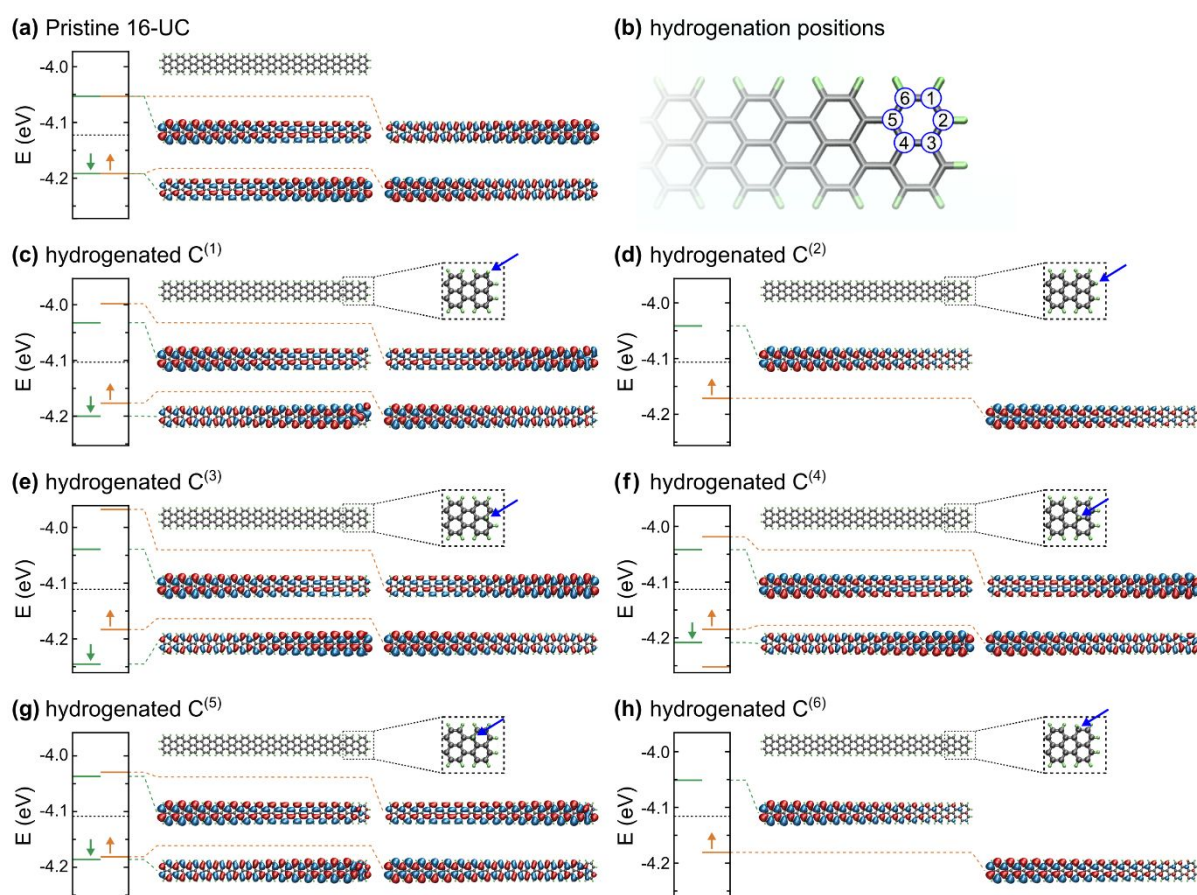 (a) Pristine 16-UC
E (eV)
-4.0
-4.1
-4.2
(b) hydrogenation positions
6 1
5 2
4 3
(c) hydrogenated C(1)
E (eV)
-4.0
-4.1
-4.2
(d) hydrogenated C(2)
E (eV)
-4.0
-4.1
-4.2
(e) hydrogenated C(3)
E (eV)
-4.0
-4.1
-4.2
(f) hydrogenated C(4)
E (eV)
-4.0
-4.1
-4.2
(g) hydrogenated C(5)
E (eV)
-4.0
-4.1
-4.2
(h) hydrogenated C(6)
E (eV)
-4.0
-4.1
-4.2